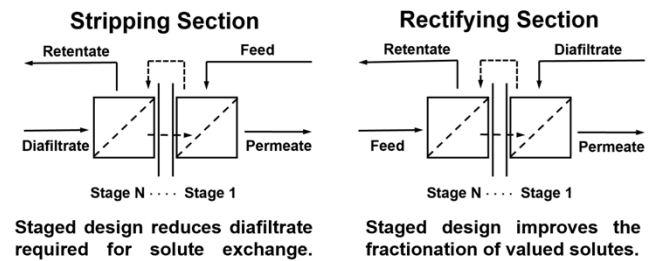 Stripping Section
Retentate
Feed
Diafiltrate
Permeate
Stage N ···· Stage 1
Staged design reduces diafiltrate
required for solute exchange.
Rectifying Section
Retentate
Diafiltrate
Feed
Permeate
Stage N ···· Stage 1
Staged design improves the
fractionation of valued solutes.